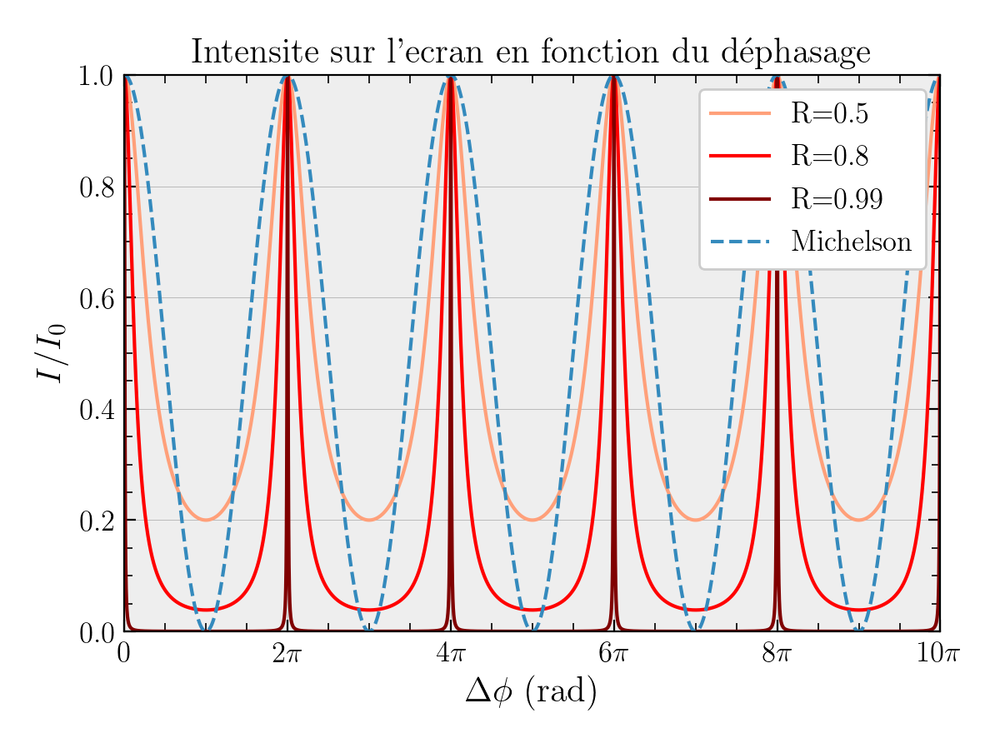 Intensite sur l'ecran en fonction du déphasage
1.0
0.8
0.6
0.4
0.2
0.0
I/I₀
R=0.5
R=0.8
R=0.99
Michelson
0 2π 4π 6π 8π 10π
Δϕ (rad)